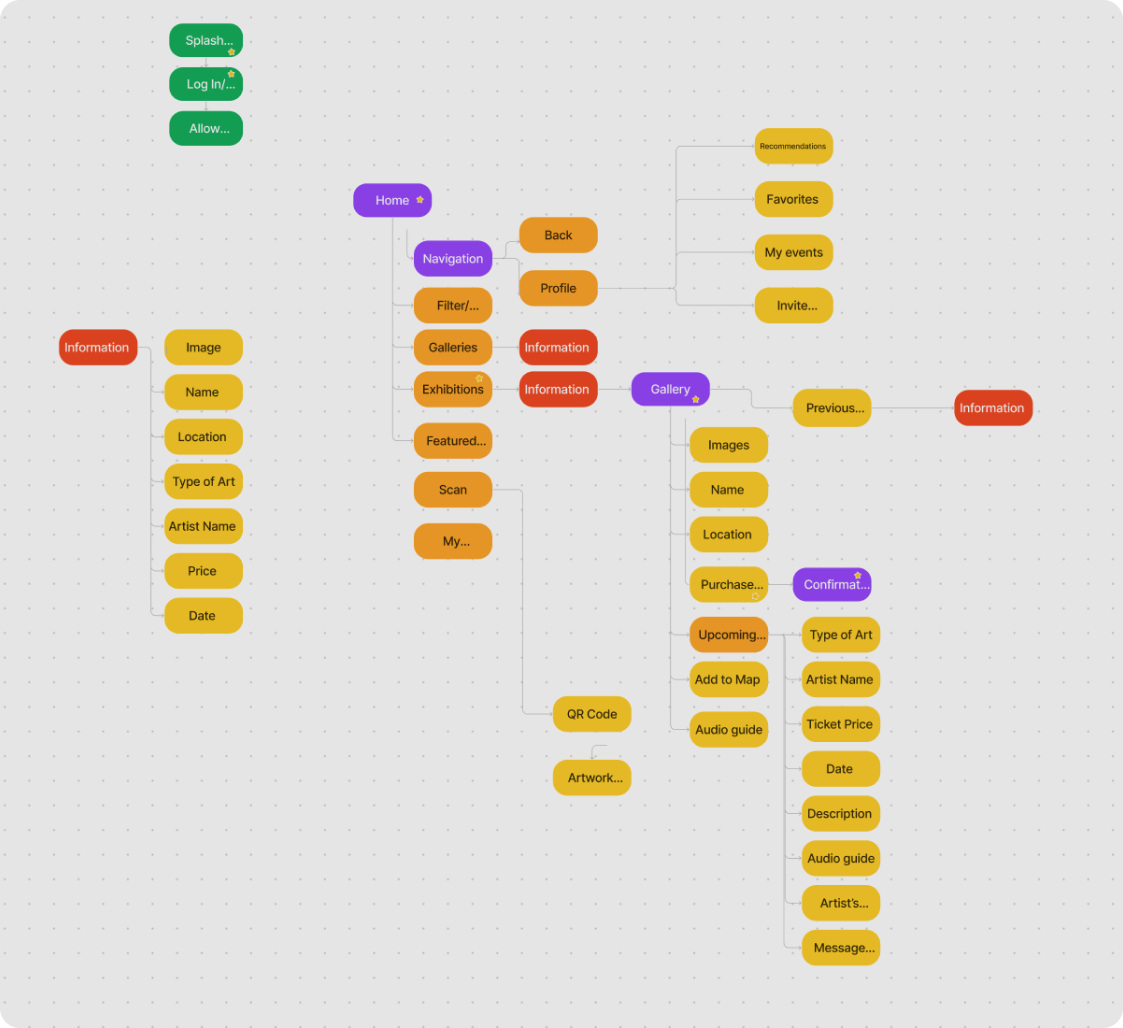 Splash...
Log In/...
Allow...
Home
Navigation
Back
Profile
Recommendations
Favorites
My events
Invite...
Filter/...
Galleries
Information
Exhibitions
Information
Gallery
Previous...
Information
Featured...
Scan
My...
Information
Image
Name
Location
Type of Art
Artist Name
Price
Date
Images
Name
Location
Purchase...
Confirmat...
Upcoming...
Add to Map
Audio guide
Type of Art
Artist Name
Ticket Price
Date
Description
Audio guide
Artist's...
Message...
QR Code
Artwork...